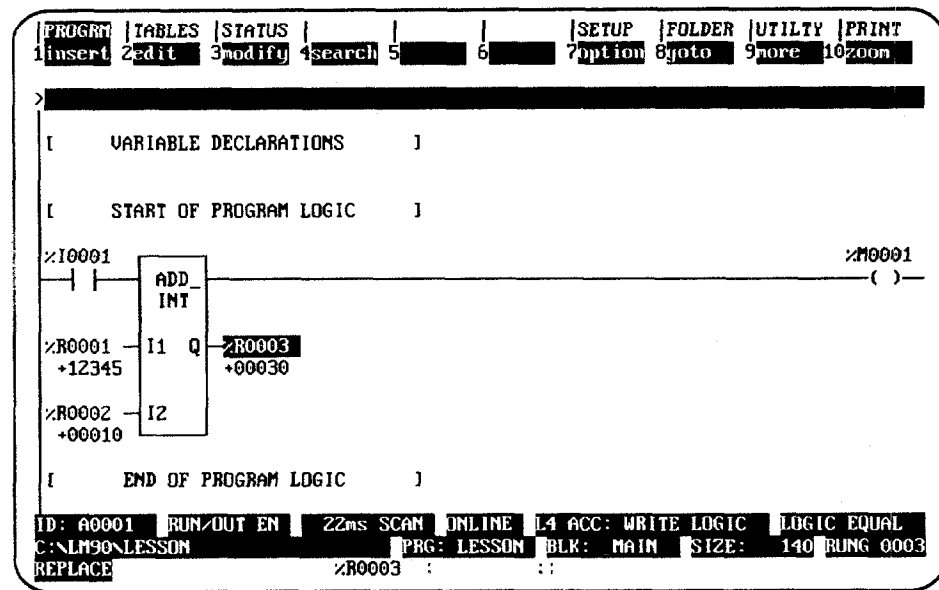 PROGRM |TABLES |STATUS | | | |SETUP |FOLDER |UTILTY |PRINT
1insert 2edit 3modify 4search 5 6 7option 8goto 9more 10zoom
>
[ VARIABLE DECLARATIONS ]
[ START OF PROGRAM LOGIC ]
%I0001 %M0001
ADD_ ( )
INT
%R0001 I1 Q %R0003
+12345 +00030
%R0002 I2
+00010
[ END OF PROGRAM LOGIC ]
ID: A0001 RUN/OUT EN 22ms SCAN ONLINE L4 ACC: WRITE LOGIC LOGIC EQUAL
C:\LM90\LESSON PRG: LESSON BLK: MAIN SIZE: 140 RUNG 0003
REPLACE %R0003 : ::